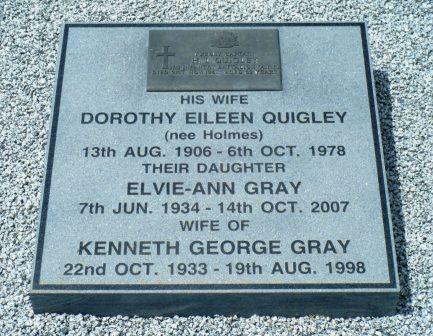 QUIGLEY
HIS WIFE
DOROTHY EILEEN QUIGLEY
(nee Holmes)
13th AUG. 1906 - 6th OCT. 1978
THEIR DAUGHTER
ELVIE-ANN GRAY
7th JUN. 1934 - 14th OCT. 2007
WIFE OF
KENNETH GEORGE GRAY
22nd OCT. 1933 - 19th AUG. 1998